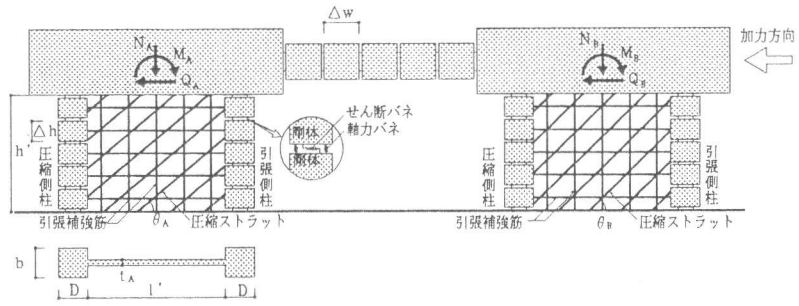 △w
N_A
M_A
Q_A
N_B
M_B
Q_B
加力方向
△h
h'
圧縮側柱
引張側柱
せん断バネ
軸力バネ
剛体
剛体
圧縮側柱
引張側柱
引張補強筋
θ_A
圧縮ストラット
引張補強筋
θ_B
圧縮ストラット
b
t_A
D
l'
D